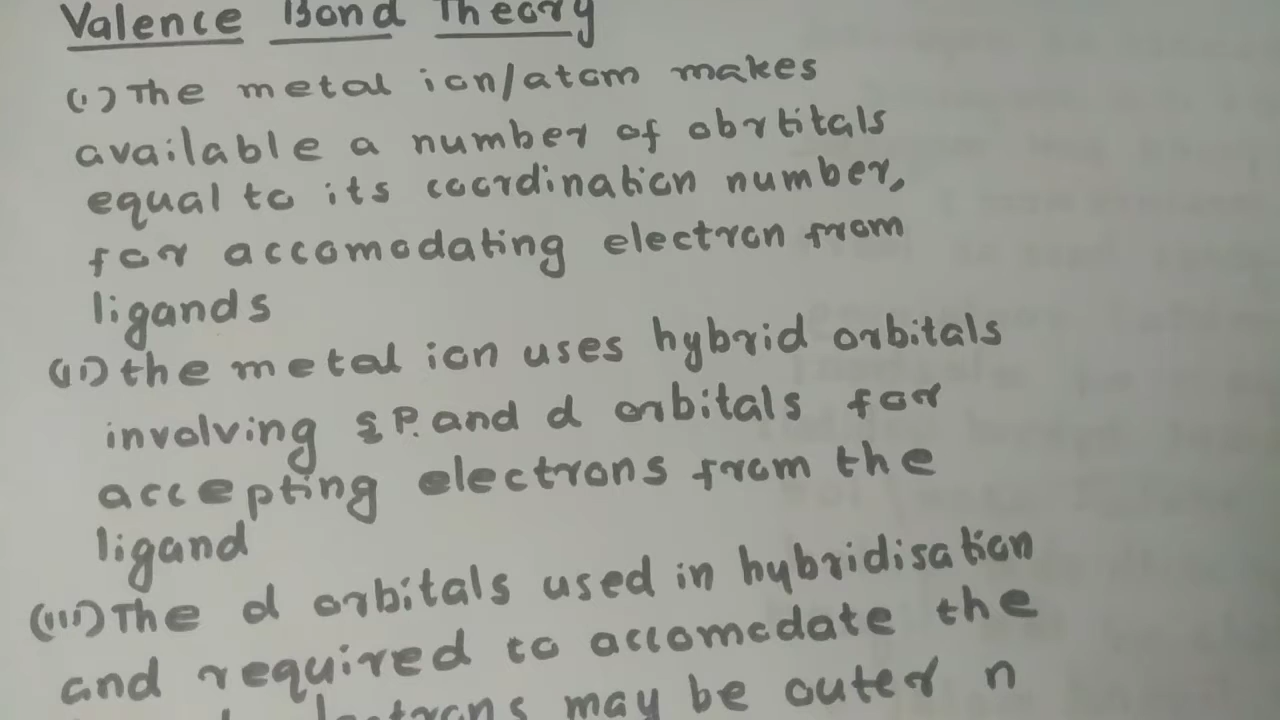 Valence Bond Theory
(i) The metal ion/atom makes
available a number of obrtitals
equal to its coordination number,
for accomodating electron from
ligands
(ii) the metal ion uses hybrid orbitals
involving s P. and d orbitals for
accepting electrons from the
ligand
(iii) The d orbitals used in hybridisation
and required to accomodate the
may be outer n